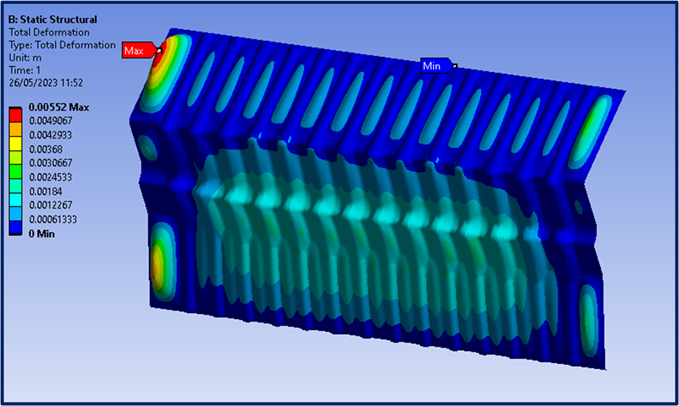 B: Static Structural
Total Deformation
Type: Total Deformation
Unit: m
Time: 1
26/05/2023 11:52
0.00552 Max
0.0049067
0.0042933
0.00368
0.0030667
0.0024533
0.00184
0.0012267
0.00061333
0 Min
Max
Min